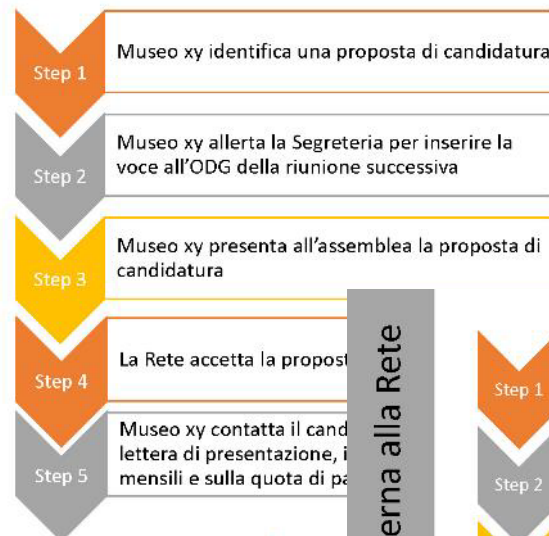 Step 1
Museo xy identifica una proposta di candidatura
Step 2
Museo xy allerta la Segreteria per inserire la
voce all'ODG della riunione successiva
Step 3
Museo xy presenta all'assemblea la proposta di
candidatura
Step 4
La Rete accetta la
Step 5
Museo xy contatta il
lettera di presentazione,
mensili e sulla quota di
alla Rete
Step 1
Step 2